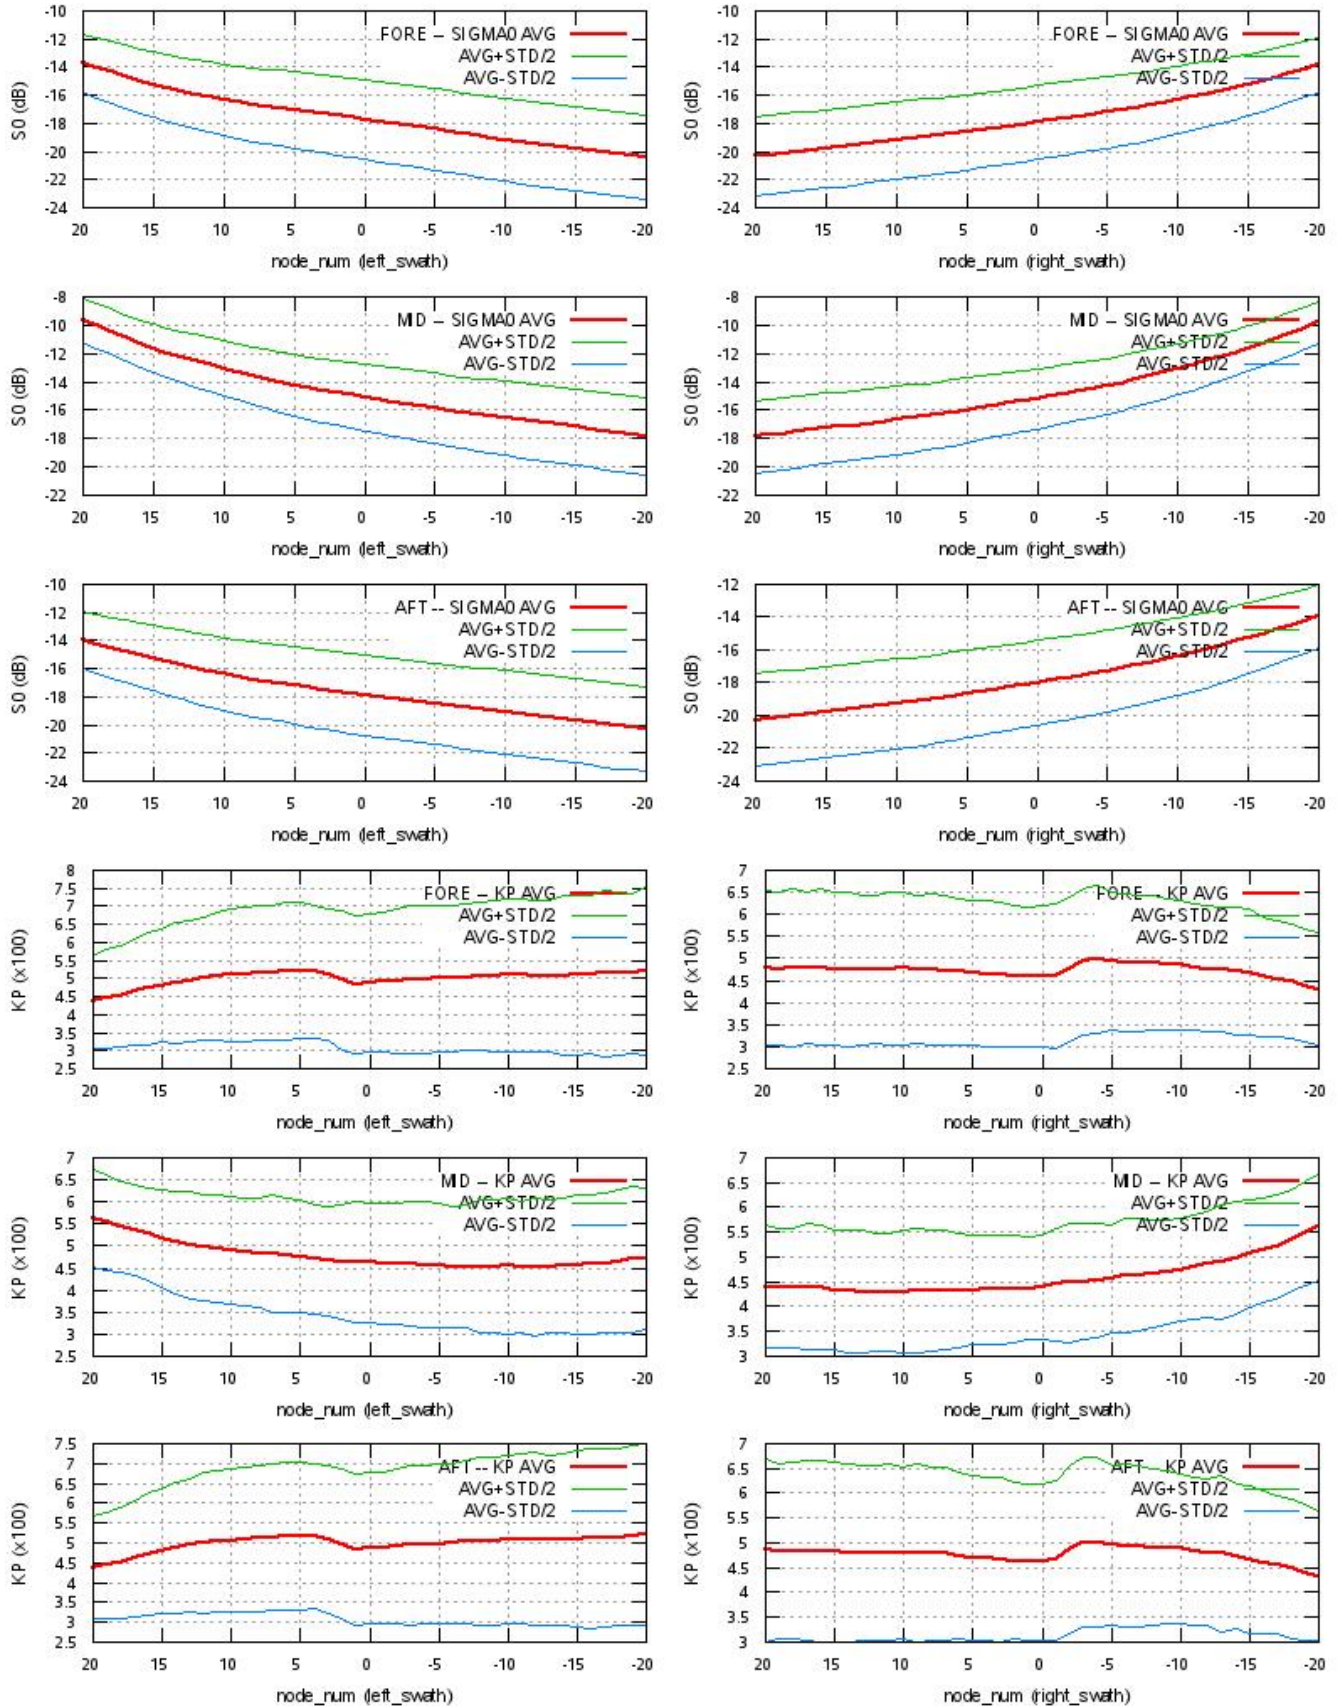 S0 (dB)
-10
-12
-14
-16
-18
-20
-22
-24
FORE -- SIGMA0 AVG
AVG+STD/2
AVG-STD/2
20 15 10 5 0 -5 -10 -15 -20
node_num (left_swath)
S0 (dB)
-10
-12
-14
-16
-18
-20
-22
-24
FORE -- SIGMA0 AVG
AVG+STD/2
AVG-STD/2
20 15 10 5 0 -5 -10 -15 -20
node_num (right_swath)
S0 (dB)
-8
-10
-12
-14
-16
-18
-20
-22
MID -- SIGMA0 AVG
AVG+STD/2
AVG-STD/2
20 15 10 5 0 -5 -10 -15 -20
node_num (left_swath)
S0 (dB)
-8
-10
-12
-14
-16
-18
-20
-22
MID -- SIGMA0 AVG
AVG+STD/2
AVG-STD/2
20 15 10 5 0 -5 -10 -15 -20
node_num (right_swath)
S0 (dB)
-10
-12
-14
-16
-18
-20
-22
-24
AFT -- SIGMA0 AVG
AVG+STD/2
AVG-STD/2
20 15 10 5 0 -5 -10 -15 -20
node_num (left_swath)
S0 (dB)
-12
-14
-16
-18
-20
-22
-24
AFT -- SIGMA0 AVG
AVG+STD/2
AVG-STD/2
20 15 10 5 0 -5 -10 -15 -20
node_num (right_swath)
KP (x100)
8
7.5
7
6.5
6
5.5
5
4.5
4
3.5
3
2.5
FORE -- KP AVG
AVG+STD/2
AVG-STD/2
20 15 10 5 0 -5 -10 -15 -20
node_num (left_swath)
KP (x100)
7
6.5
6
5.5
5
4.5
4
3.5
3
2.5
FORE -- KP AVG
AVG+STD/2
AVG-STD/2
20 15 10 5 0 -5 -10 -15 -20
node_num (right_swath)
KP (x100)
7
6.5
6
5.5
5
4.5
4
3.5
3
2.5
MID -- KP AVG
AVG+STD/2
AVG-STD/2
20 15 10 5 0 -5 -10 -15 -20
node_num (left_swath)
KP (x100)
7
6.5
6
5.5
5
4.5
4
3.5
3
MID -- KP AVG
AVG+STD/2
AVG-STD/2
20 15 10 5 0 -5 -10 -15 -20
node_num (right_swath)
KP (x100)
7.5
7
6.5
6
5.5
5
4.5
4
3.5
3
2.5
AFT -- KP AVG
AVG+STD/2
AVG-STD/2
20 15 10 5 0 -5 -10 -15 -20
node_num (left_swath)
KP (x100)
7
6.5
6
5.5
5
4.5
4
3.5
3
AFT -- KP AVG
AVG+STD/2
AVG-STD/2
20 15 10 5 0 -5 -10 -15 -20
node_num (right_swath)